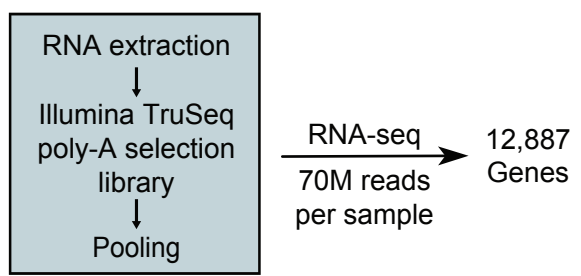 RNA extraction
Illumina TruSeq
poly-A selection
library
Pooling
RNA-seq
70M reads
per sample
12,887
Genes